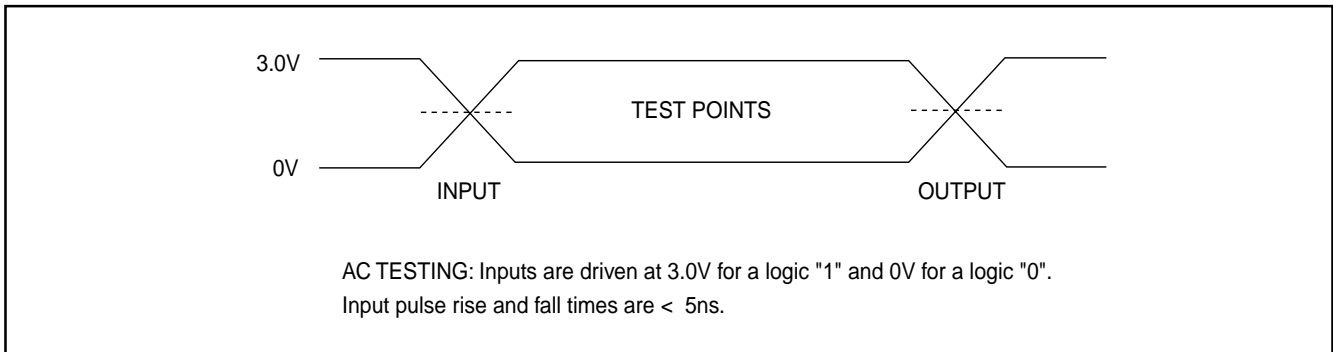 3.0V
TEST POINTS
0V
INPUT
OUTPUT
AC TESTING: Inputs are driven at 3.0V for a logic "1" and 0V for a logic "0".
Input pulse rise and fall times are < 5ns.